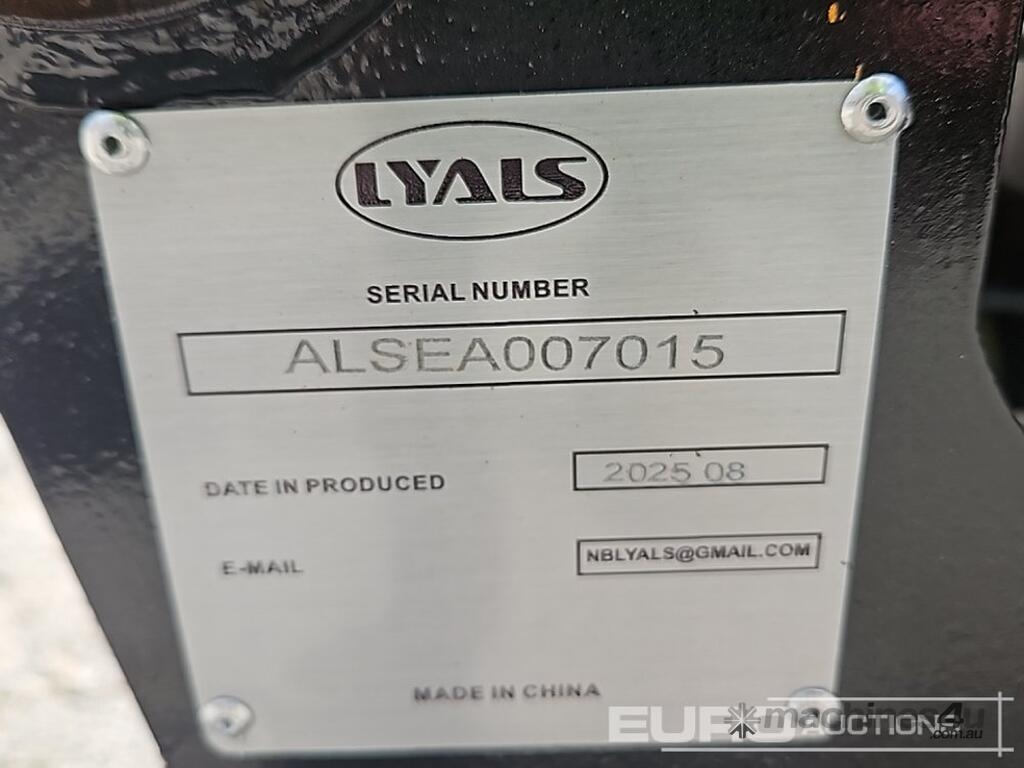 LYALS
SERIAL NUMBER
ALSEA007015
DATE IN PRODUCED 2025 08
E-MAIL NBLYALS@GMAIL.COM
MADE IN CHINA
EURO AUCTIONS
machines4u
.com.au